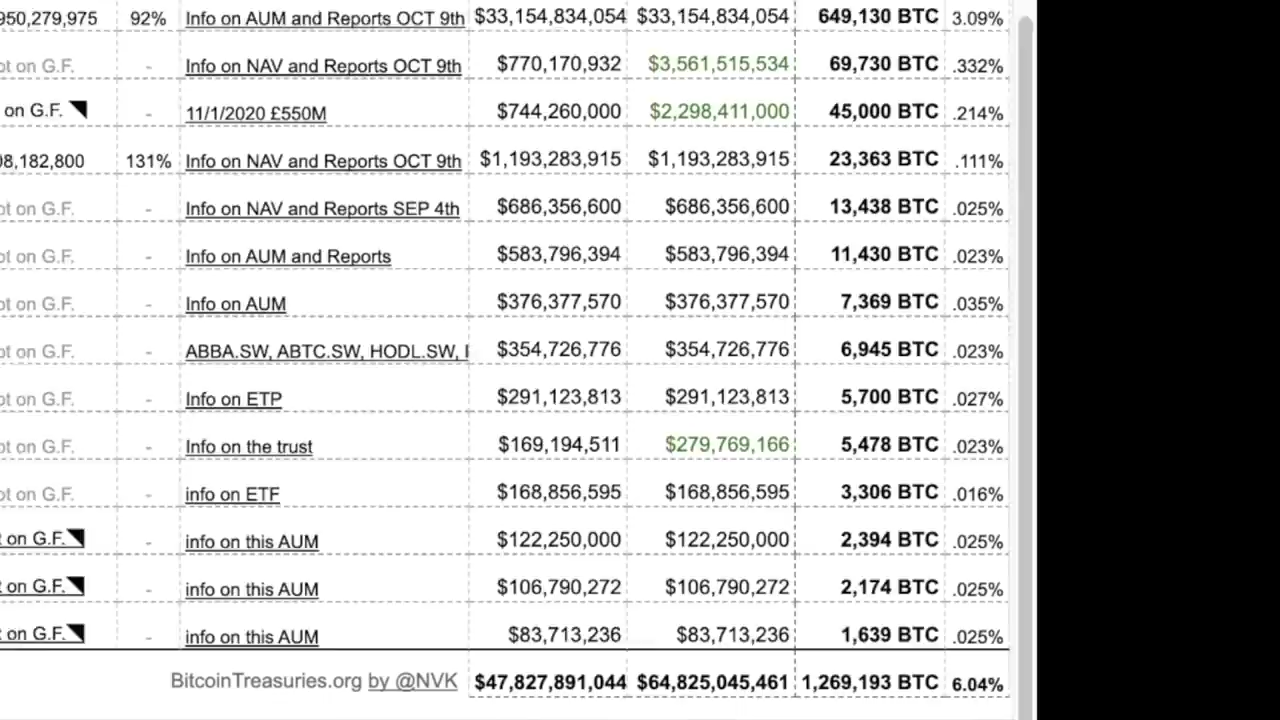 950,279,975 92% Info on AUM and Reports OCT 9th $33,154,834,054 $33,154,834,054 649,130 BTC 3.09%
ot on G.F. - Info on NAV and Reports OCT 9th $770,170,932 $3,561,515,534 69,730 BTC .332%
on G.F. - 11/1/2020 £550M $744,260,000 $2,298,411,000 45,000 BTC .214%
98,182,800 131% Info on NAV and Reports OCT 9th $1,193,283,915 $1,193,283,915 23,363 BTC .111%
ot on G.F. - Info on NAV and Reports SEP 4th $686,356,600 $686,356,600 13,438 BTC .025%
ot on G.F. - Info on AUM and Reports $583,796,394 $583,796,394 11,430 BTC .023%
ot on G.F. - Info on AUM $376,377,570 $376,377,570 7,369 BTC .035%
ot on G.F. - ABBA.SW, ABTC.SW, HODL.SW, $354,726,776 $354,726,776 6,945 BTC .023%
ot on G.F. - Info on ETP $291,123,813 $291,123,813 5,700 BTC .027%
ot on G.F. - Info on the trust $169,194,511 $279,769,166 5,478 BTC .023%
ot on G.F. - info on ETF $168,856,595 $168,856,595 3,306 BTC .016%
t on G.F. - info on this AUM $122,250,000 $122,250,000 2,394 BTC .025%
t on G.F. - info on this AUM $106,790,272 $106,790,272 2,174 BTC .025%
t on G.F. - info on this AUM $83,713,236 $83,713,236 1,639 BTC .025%
BitcoinTreasuries.org by @NVK $47,827,891,044 $64,825,045,461 1,269,193 BTC 6.04%